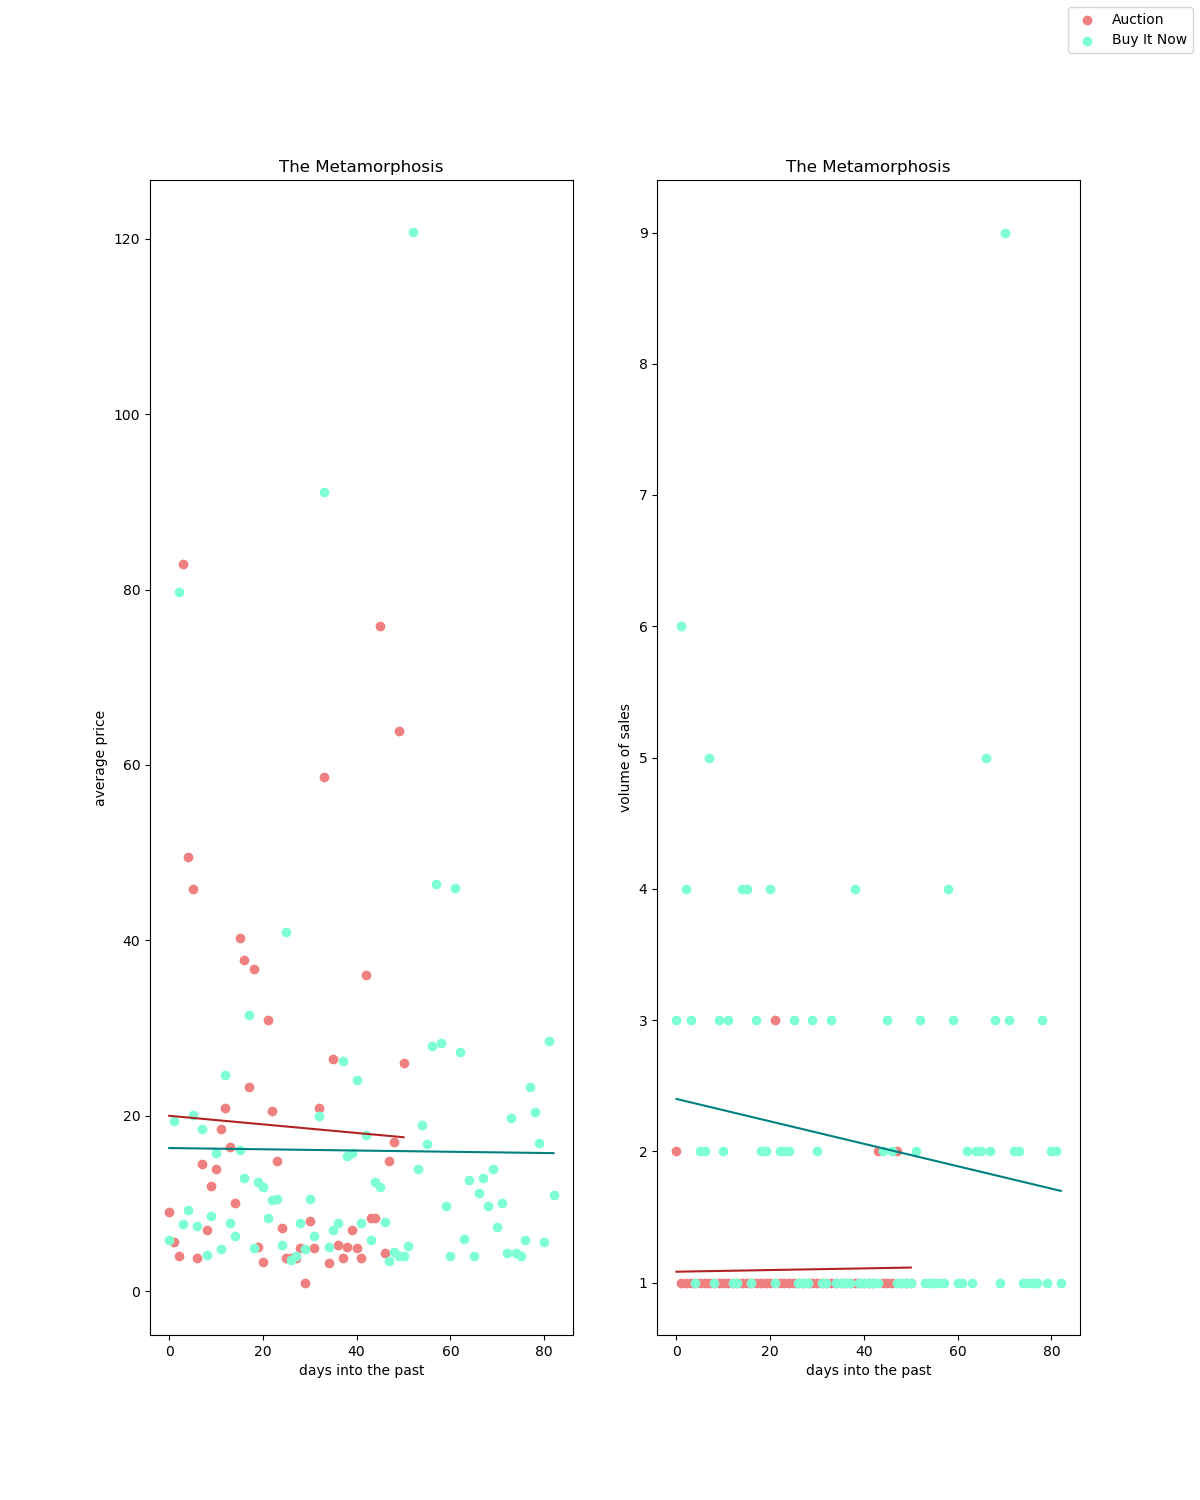 Auction
Buy It Now
The Metamorphosis
120
100
80
60
40
20
0
average price
0 20 40 60 80
days into the past
The Metamorphosis
9
8
7
6
5
4
3
2
1
volume of sales
0 20 40 60 80
days into the past